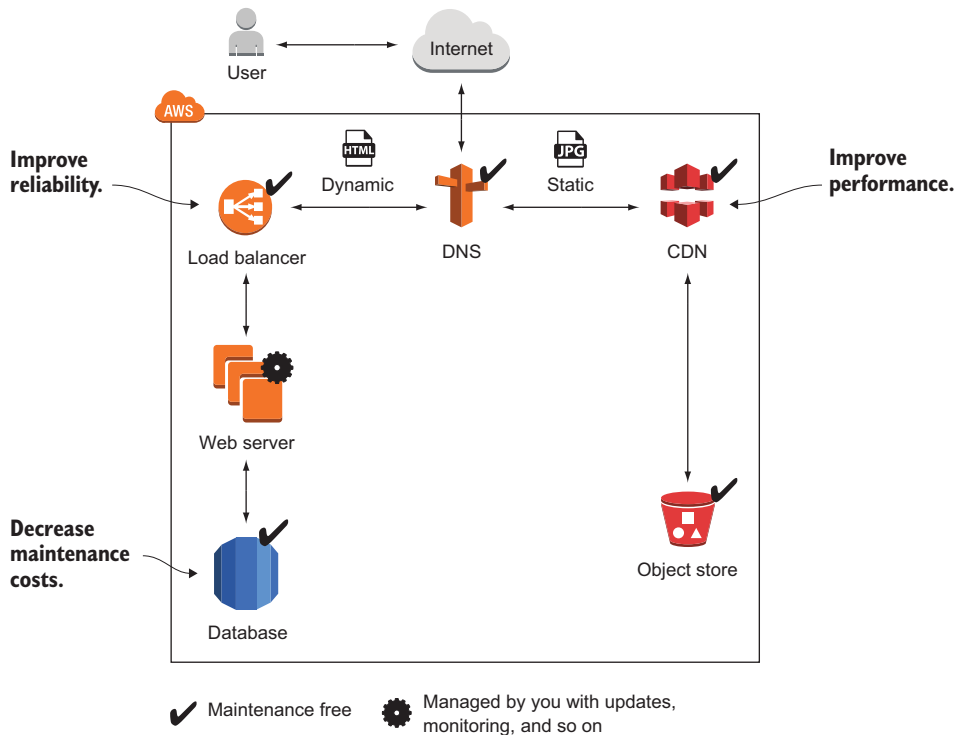 User
Internet
AWS
HTML
JPG
Improve
reliability.
Dynamic
Static
Improve
performance.
Load balancer
DNS
CDN
Web server
Decrease
maintenance
costs.
Object store
Database
Maintenance free
Managed by you with updates,
monitoring, and so on